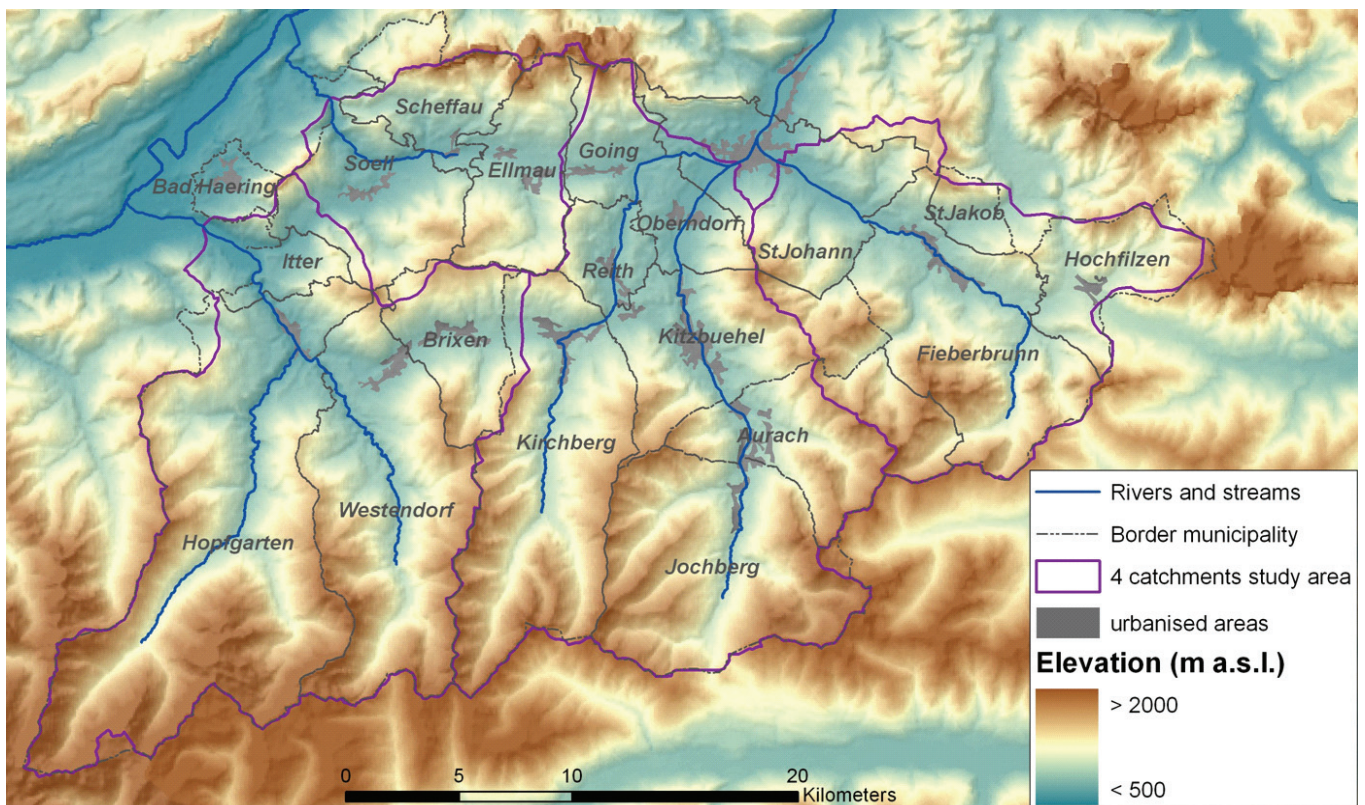 Scheffau
Soell
Going
Ellmau
Bad Haering
Oberndorf
StJakob
StJohann
Itter
Hochfilzen
Reith
Brixen
Kitzbuehel
Fieberbrunn
Kirchberg
Aurach
Westendorf
Hopfgarten
Jochberg
Rivers and streams
Border municipality
4 catchments study area
urbanised areas
Elevation (m a.s.l.)
> 2000
< 500
0 5 10 20
Kilometers